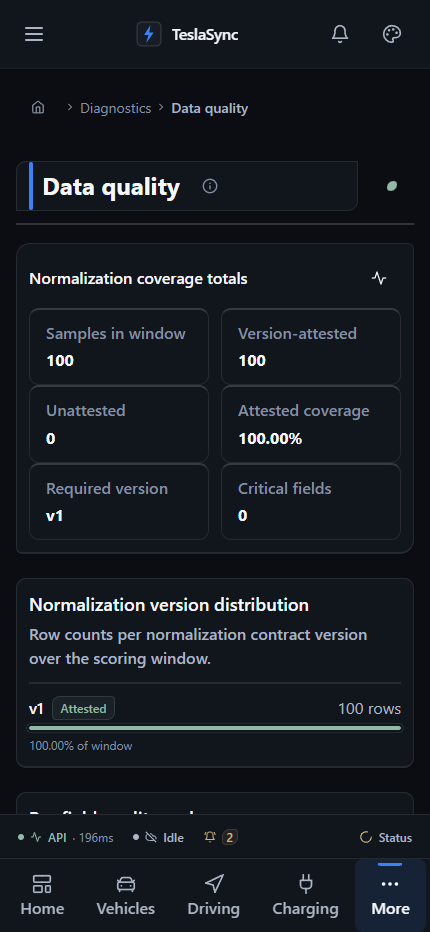 TeslaSync
Diagnostics Data quality
Data quality
Normalization coverage totals
Samples in window
100
Version-attested
100
Unattested
0
Attested coverage
100.00%
Required version
v1
Critical fields
0
Normalization version distribution
Row counts per normalization contract version
over the scoring window.
v1 Attested 100 rows
100.00% of window
API · 196ms Idle 2 Status
Home Vehicles Driving Charging More